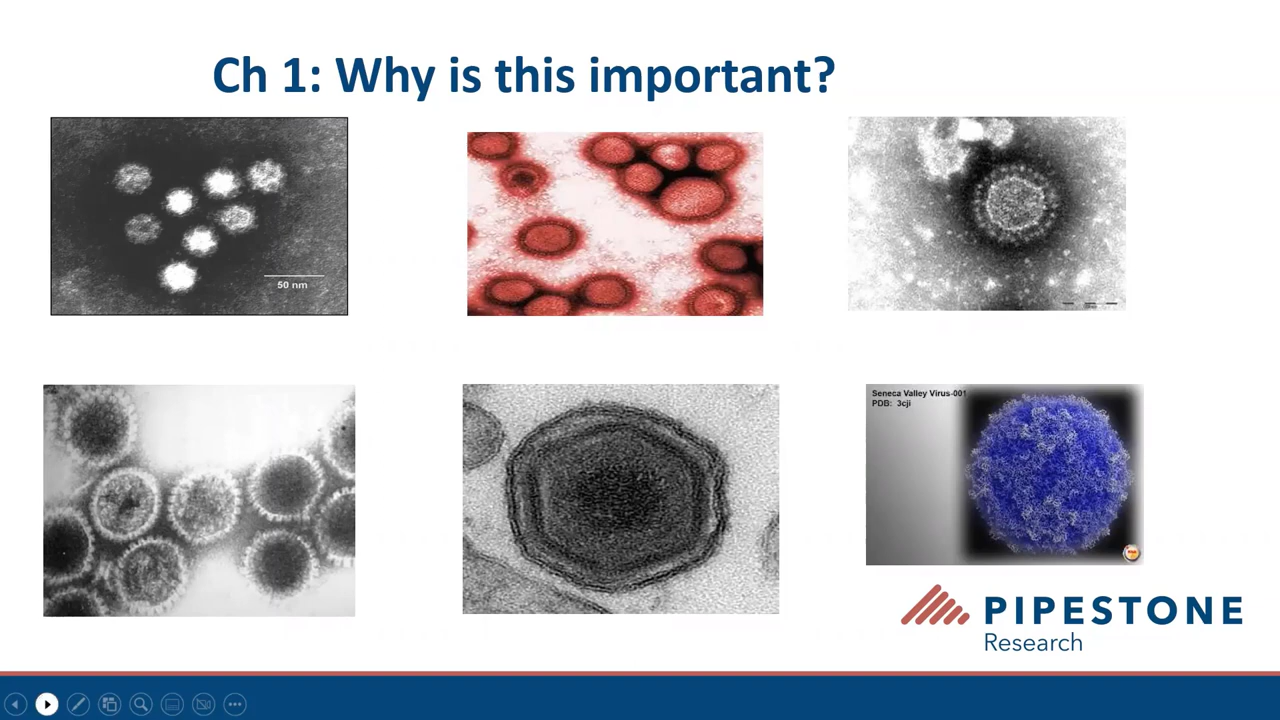 Ch 1: Why is this important?
50 nm
Seneca Valley Virus-001
PDB: 3cji
PIPESTONE
Research